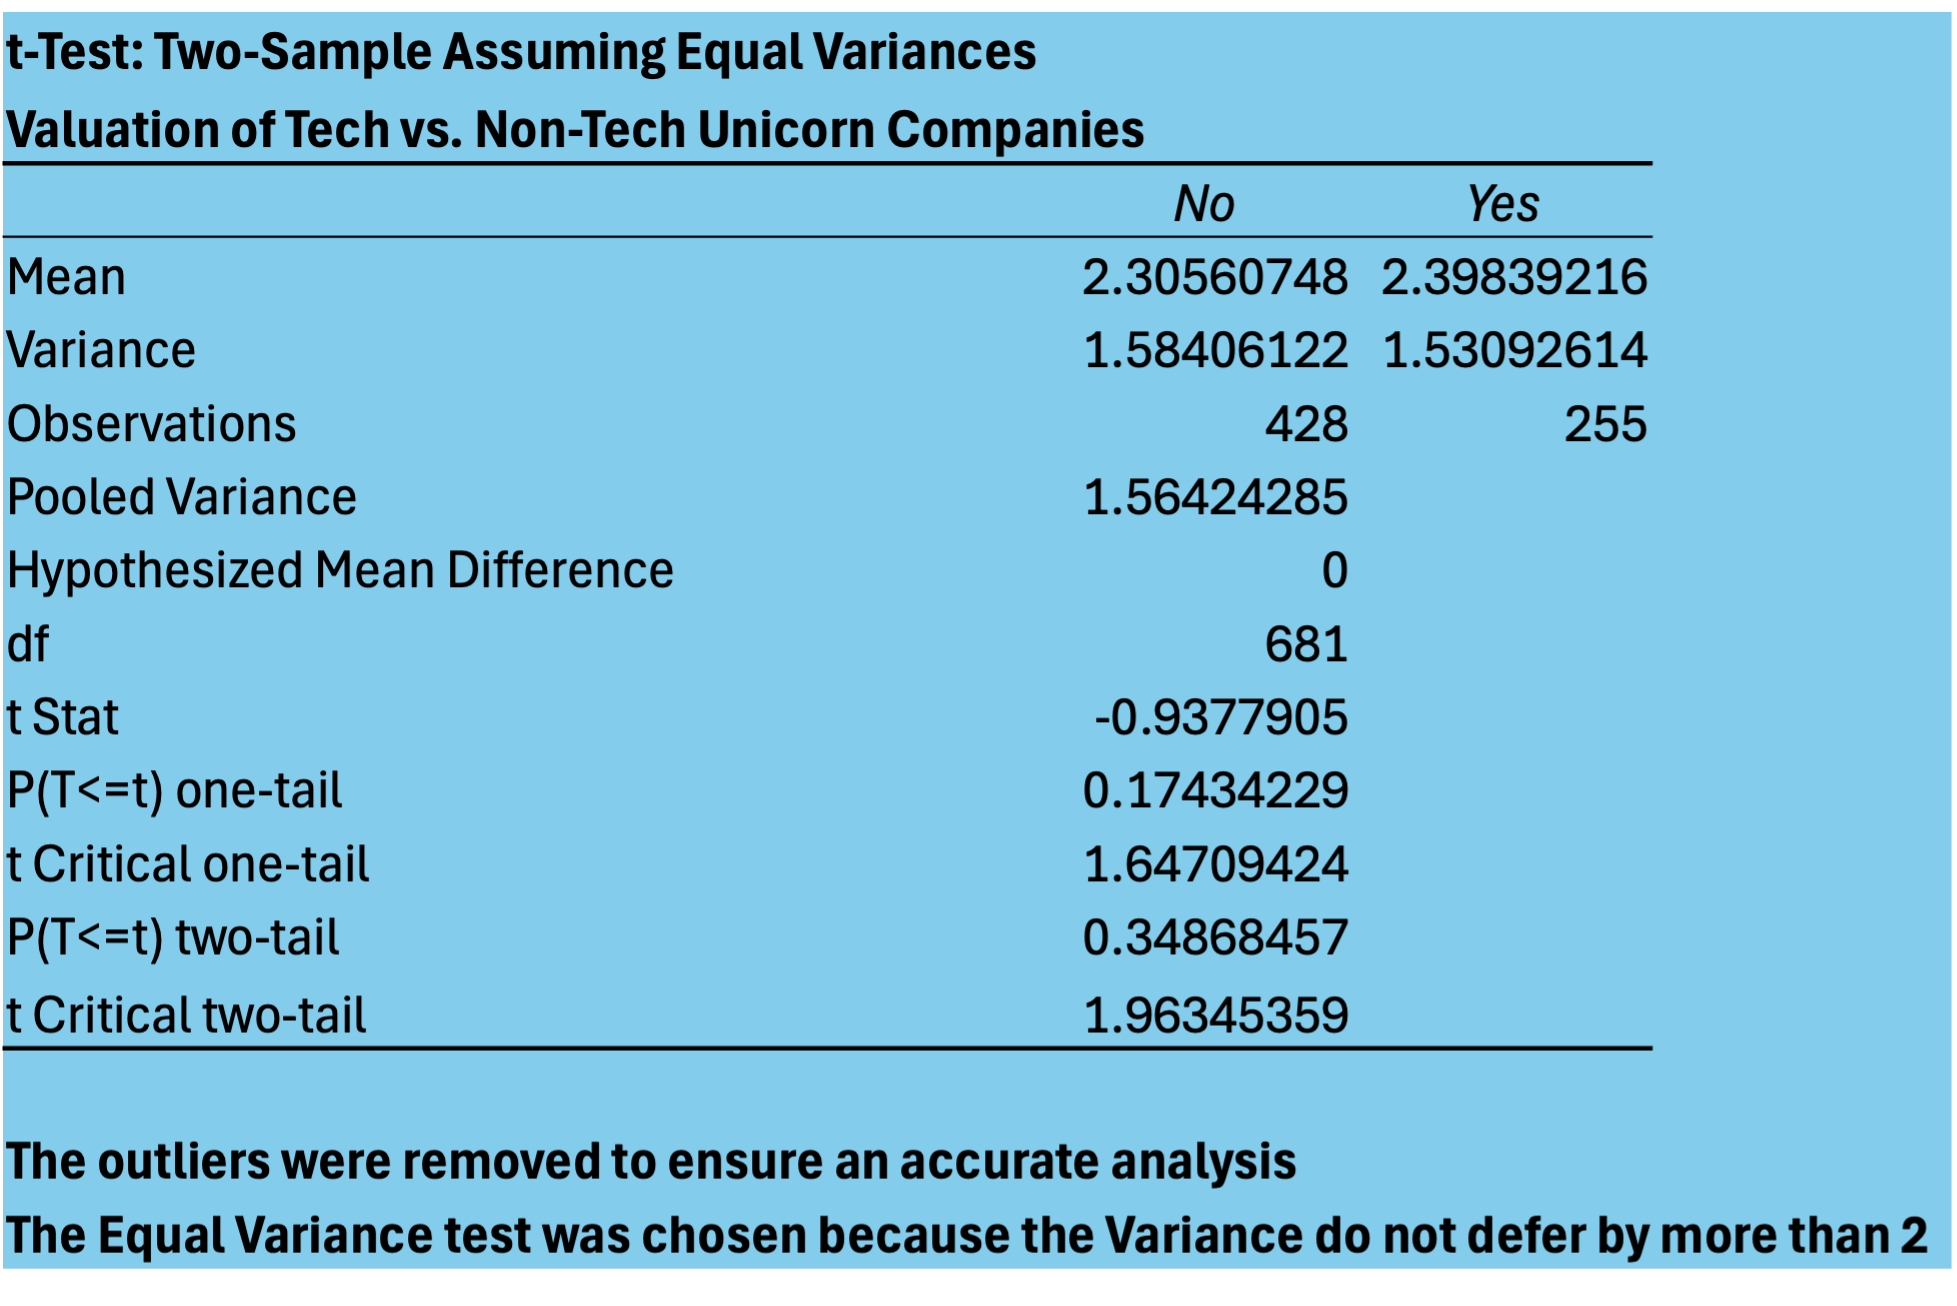 t-Test: Two-Sample Assuming Equal Variances
Valuation of Tech vs. Non-Tech Unicorn Companies
No Yes
Mean 2.30560748 2.39839216
Variance 1.58406122 1.53092614
Observations 428 255
Pooled Variance 1.56424285
Hypothesized Mean Difference 0
df 681
t Stat -0.9377905
P(T<=t) one-tail 0.17434229
t Critical one-tail 1.64709424
P(T<=t) two-tail 0.34868457
t Critical two-tail 1.96345359
The outliers were removed to ensure an accurate analysis
The Equal Variance test was chosen because the Variance do not defer by more than 2